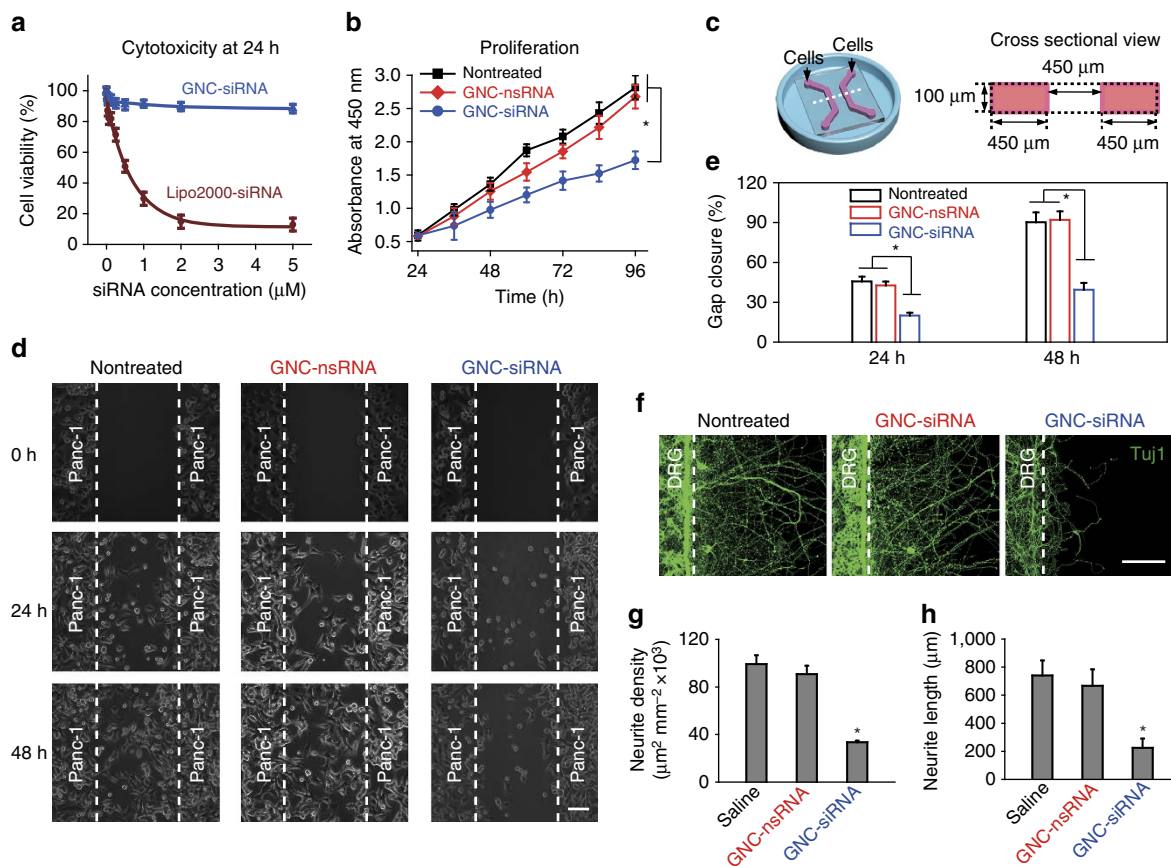 a
Cytotoxicity at 24 h
Cell viability (%)
100
80
60
40
20
0
GNC-siRNA
Lipo2000-siRNA
0 1 2 3 4 5
siRNA concentration (μM)
b
Proliferation
Absorbance at 450 nm
3.0
2.5
2.0
1.5
1.0
0.5
Nontreated
GNC-nsRNA
GNC-siRNA
*
24 48 72 96
Time (h)
c
Cells
Cells
Cross sectional view
450 μm
100 μm
450 μm 450 μm
d
Nontreated GNC-nsRNA GNC-siRNA
0 h
Panc-1 Panc-1 Panc-1 Panc-1 Panc-1 Panc-1
24 h
Panc-1 Panc-1 Panc-1 Panc-1 Panc-1 Panc-1
48 h
Panc-1 Panc-1 Panc-1 Panc-1 Panc-1 Panc-1
e
Gap closure (%)
120
90
60
30
0
Nontreated
GNC-nsRNA
GNC-siRNA
*
*
24 h 48 h
f
Nontreated GNC-siRNA GNC-siRNA
DRG DRG DRG Tuj1
g
Neurite density
(μm² mm⁻² ×10³)
120
80
40
0
*
Saline GNC-nsRNA GNC-siRNA
h
Neurite length (μm)
1,000
800
600
400
200
0
*
Saline GNC-nsRNA GNC-siRNA